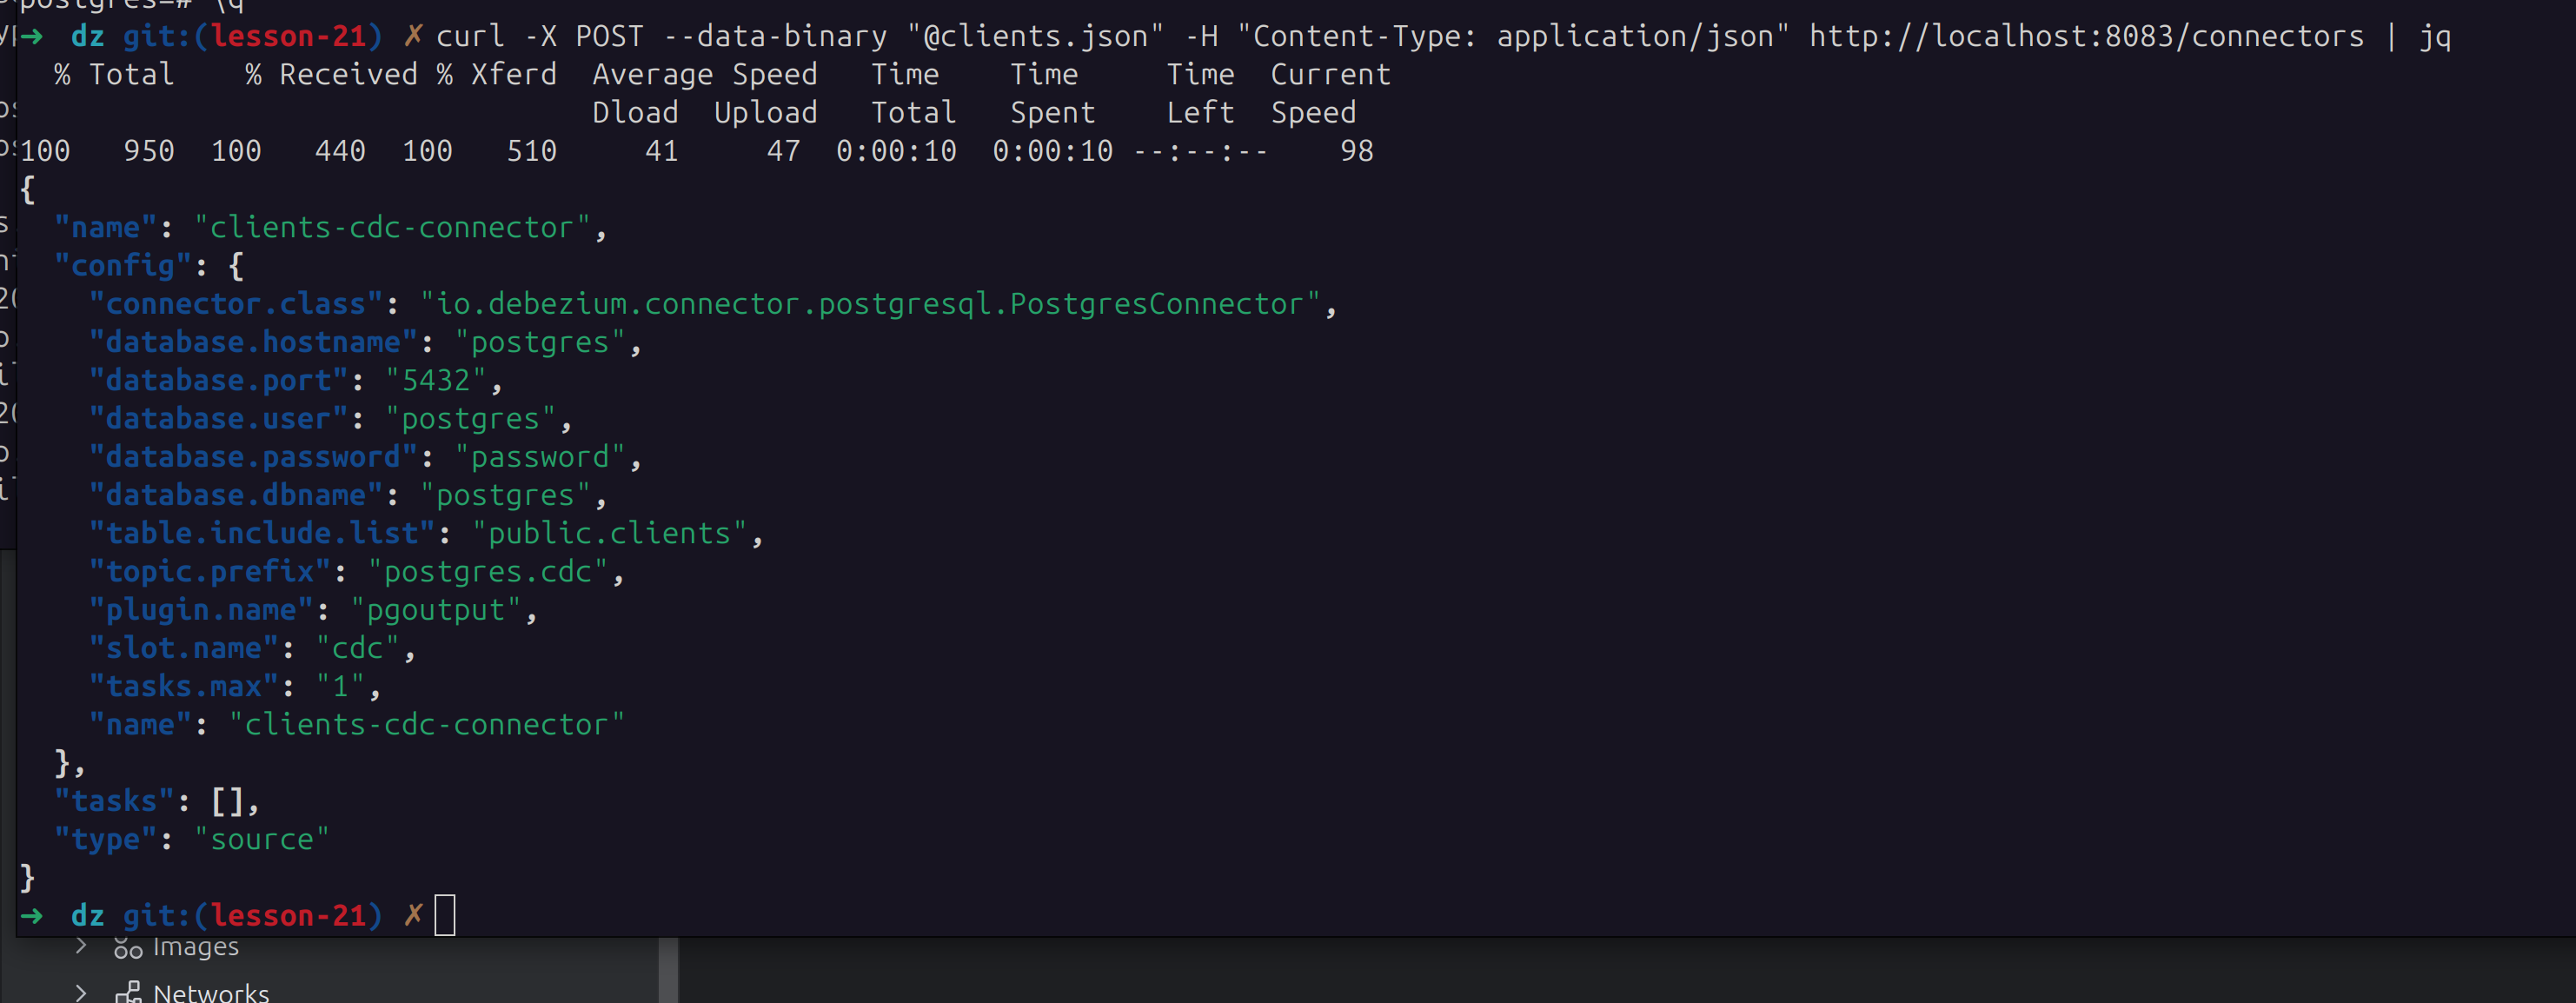 postgres=# \q
➜  dz git:(lesson-21) ✗ curl -X POST --data-binary "@clients.json" -H "Content-Type: application/json" http://localhost:8083/connectors | jq
  % Total    % Received % Xferd  Average Speed   Time    Time     Time  Current
                                 Dload  Upload   Total   Spent    Left  Speed
100   950  100   440  100   510     41     47  0:00:10  0:00:10 --:--:--    98
{
  "name": "clients-cdc-connector",
  "config": {
    "connector.class": "io.debezium.connector.postgresql.PostgresConnector",
    "database.hostname": "postgres",
    "database.port": "5432",
    "database.user": "postgres",
    "database.password": "password",
    "database.dbname": "postgres",
    "table.include.list": "public.clients",
    "topic.prefix": "postgres.cdc",
    "plugin.name": "pgoutput",
    "slot.name": "cdc",
    "tasks.max": "1",
    "name": "clients-cdc-connector"
  },
  "tasks": [],
  "type": "source"
}
➜  dz git:(lesson-21) ✗
Images
Networks